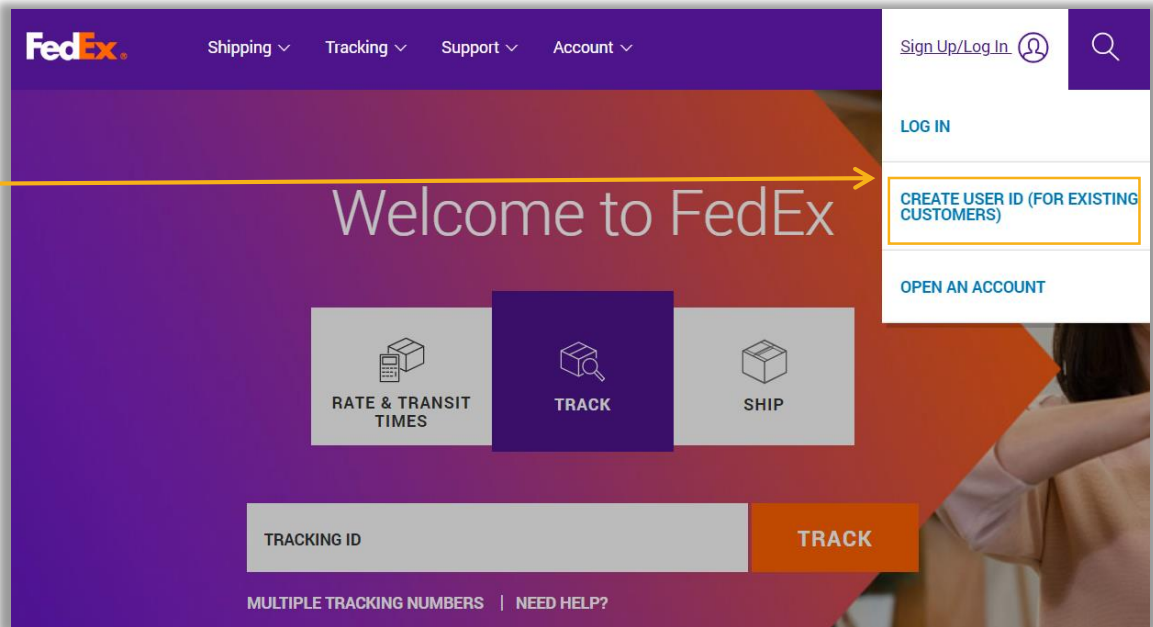 FedEx® Shipping Tracking Support Account Sign Up/Log In
LOG IN
CREATE USER ID (FOR EXISTING
CUSTOMERS)
OPEN AN ACCOUNT
Welcome to FedEx
RATE & TRANSIT
TIMES
TRACK
SHIP
TRACKING ID
TRACK
MULTIPLE TRACKING NUMBERS | NEED HELP?